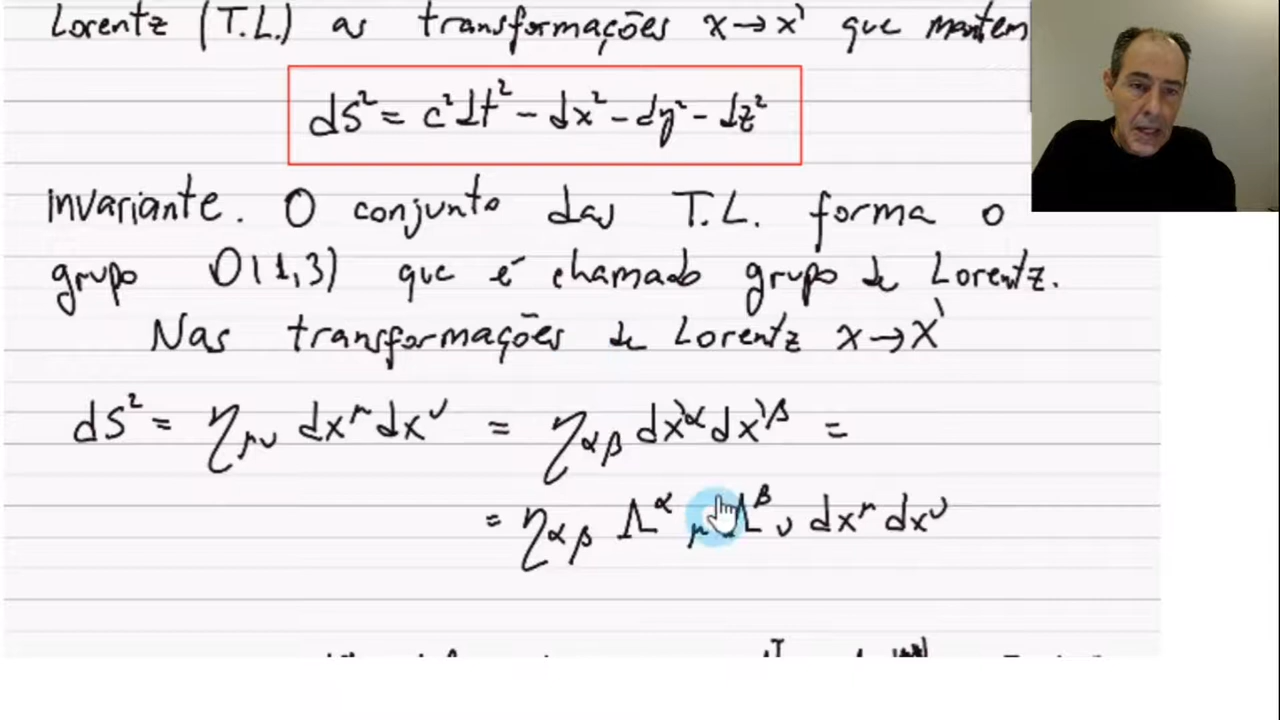 Lorentz (T.L.) as transformações x→x' que mantem
dS² = c²dt² - dx² - dy² - dz²
invariante. O conjunto das T.L. forma o
grupo O(1,3) que é chamado grupo de Lorentz.
Nas transformações de Lorentz x→x'
dS² = η_μν dx^μ dx^ν = η_αβ dx'^α dx'^β =
= η_αβ Λ^α_μ Λ^β_ν dx^μ dx^ν